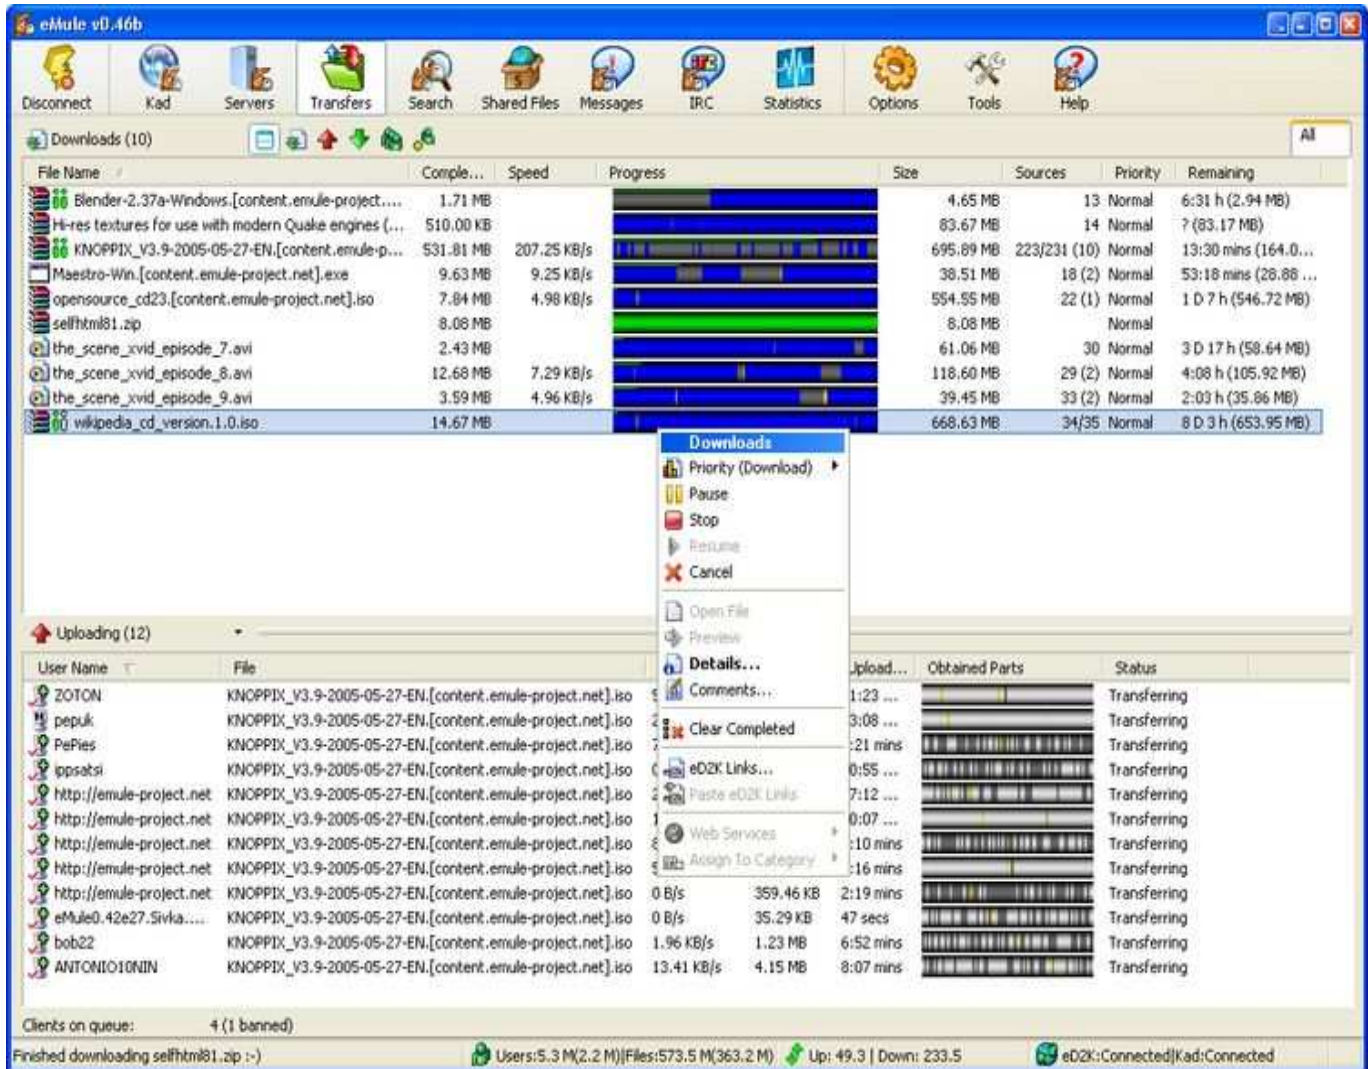 eMule v0.46b
Disconnect Kad Servers Transfers Search Shared Files Messages IRC Statistics Options Tools Help
Downloads (10) All
File Name Comple... Speed Progress Size Sources Priority Remaining
Blender-2.37a-Windows.[content.emule-project.... 1.71 MB 4.65 MB 13 Normal 6:31 h (2.94 MB)
Hi-res textures for use with modern Quake engines (... 510.00 KB 83.67 MB 14 Normal ? (83.17 MB)
KNOPPIX_V3.9-2005-05-27-EN.[content.emule-p... 531.81 MB 207.25 KB/s 695.89 MB 223/231 (10) Normal 13:30 mins (164.0...
Maestro-Win.[content.emule-project.net].exe 9.63 MB 9.25 KB/s 38.51 MB 18 (2) Normal 53:18 mins (28.88 ...
opensource_cd23.[content.emule-project.net].iso 7.84 MB 4.98 KB/s 554.55 MB 22 (1) Normal 1 D 7 h (546.72 MB)
selfhtml81.zip 8.08 MB 8.08 MB Normal
the_scene_xvid_episode_7.avi 2.43 MB 61.06 MB 30 Normal 3 D 17 h (58.64 MB)
the_scene_xvid_episode_8.avi 12.68 MB 7.29 KB/s 118.60 MB 29 (2) Normal 4:08 h (105.92 MB)
the_scene_xvid_episode_9.avi 3.59 MB 4.96 KB/s 39.45 MB 33 (2) Normal 2:03 h (35.86 MB)
wikipedia_cd_version.1.0.iso 14.67 MB 668.63 MB 34/35 Normal 8 D 3 h (653.95 MB)
Downloads
Priority (Download)
Pause
Stop
Resume
Cancel
Open File
Preview
Details...
Comments...
Clear Completed
eD2K Links...
Paste eD2K Links
Web Services
Assign To Category
Uploading (12)
User Name File Upload... Obtained Parts Status
ZOTON KNOPPIX_V3.9-2005-05-27-EN.[content.emule-project.net].iso 1:23 ... Transferring
pepuk KNOPPIX_V3.9-2005-05-27-EN.[content.emule-project.net].iso 3:08 ... Transferring
PePies KNOPPIX_V3.9-2005-05-27-EN.[content.emule-project.net].iso :21 mins Transferring
ippsatsi KNOPPIX_V3.9-2005-05-27-EN.[content.emule-project.net].iso 0:55 ... Transferring
http://emule-project.net KNOPPIX_V3.9-2005-05-27-EN.[content.emule-project.net].iso 7:12 ... Transferring
http://emule-project.net KNOPPIX_V3.9-2005-05-27-EN.[content.emule-project.net].iso 0:07 ... Transferring
http://emule-project.net KNOPPIX_V3.9-2005-05-27-EN.[content.emule-project.net].iso :10 mins Transferring
http://emule-project.net KNOPPIX_V3.9-2005-05-27-EN.[content.emule-project.net].iso :16 mins Transferring
http://emule-project.net KNOPPIX_V3.9-2005-05-27-EN.[content.emule-project.net].iso 0 B/s 359.46 KB 2:19 mins Transferring
eMule0.42e27.Sivka.... KNOPPIX_V3.9-2005-05-27-EN.[content.emule-project.net].iso 0 B/s 35.29 KB 47 secs Transferring
bob22 KNOPPIX_V3.9-2005-05-27-EN.[content.emule-project.net].iso 1.96 KB/s 1.23 MB 6:52 mins Transferring
ANTONIO10NIN KNOPPIX_V3.9-2005-05-27-EN.[content.emule-project.net].iso 13.41 KB/s 4.15 MB 8:07 mins Transferring
Clients on queue: 4 (1 banned)
Finished downloading selfhtml81.zip :-) Users:5.3 M(2.2 M)|Files:573.5 M(363.2 M) Up: 49.3 | Down: 233.5 eD2K:Connected|Kad:Connected